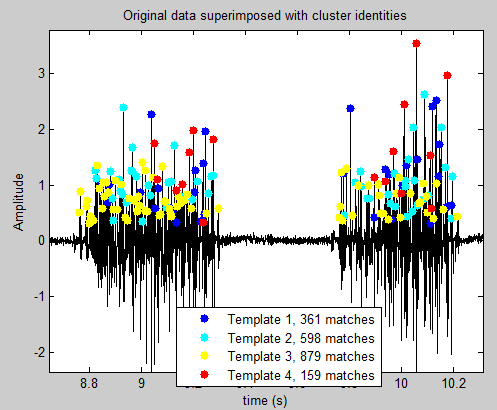 Original data superimposed with cluster identities
Amplitude
3
2
1
0
-1
-2
Template 1, 361 matches
Template 2, 598 matches
Template 3, 879 matches
Template 4, 159 matches
8.8 9 10 10.2
time (s)